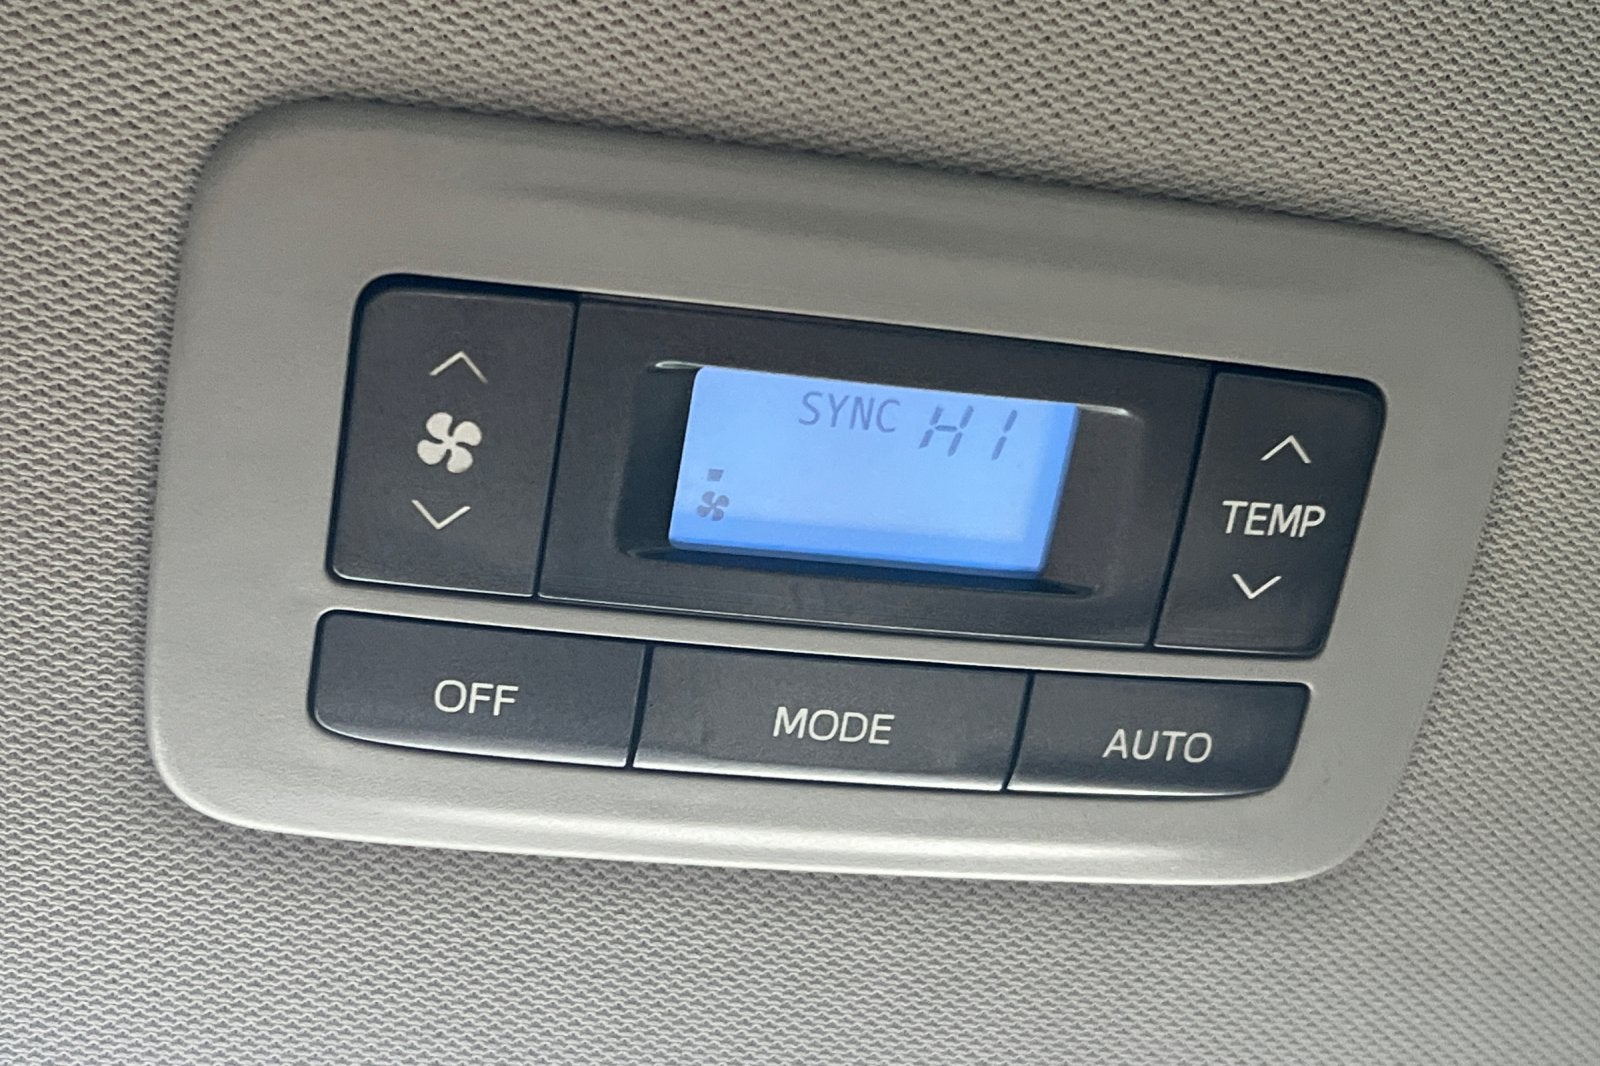 SYNC HI
TEMP
OFF MODE AUTO